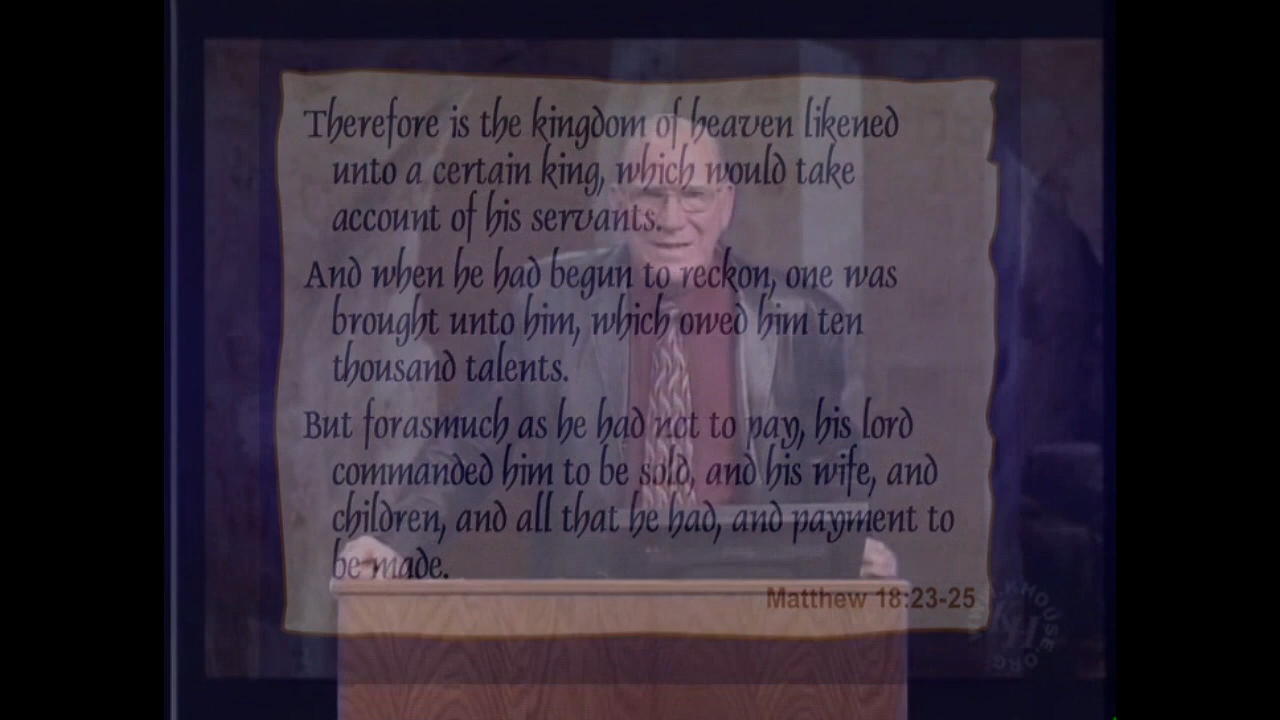 Therefore is the kingdom of heaven likened
unto a certain king, which would take
account of his servants.
And when he had begun to reckon, one was
brought unto him, which owed him ten
thousand talents.
But forasmuch as he had not to pay, his lord
commanded him to be sold, and his wife, and
children, and all that he had, and payment to
be made.
Matthew 18:23-25
KHOUSE.ORG